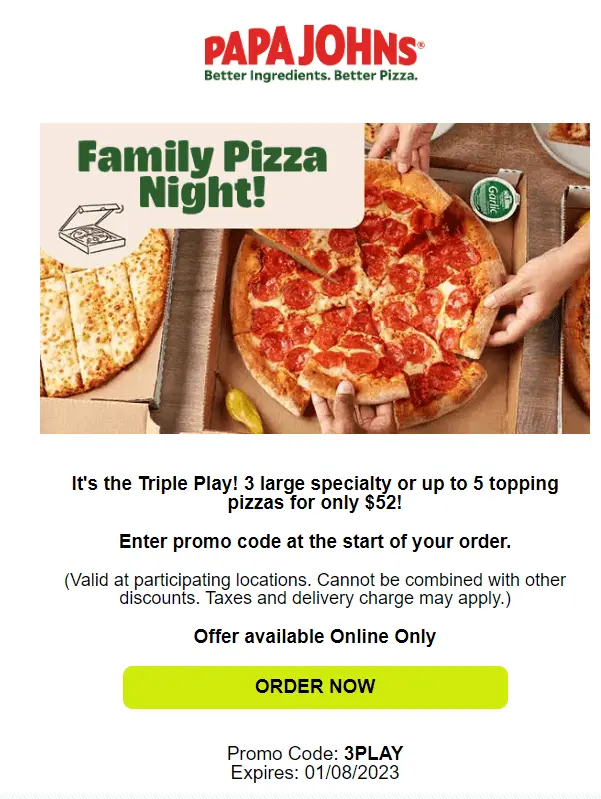 PAPA JOHNS®
Better Ingredients. Better Pizza.
Family Pizza
Night!
Garlic
It's the Triple Play! 3 large specialty or up to 5 topping
pizzas for only $52!
Enter promo code at the start of your order.
(Valid at participating locations. Cannot be combined with other
discounts. Taxes and delivery charge may apply.)
Offer available Online Only
ORDER NOW
Promo Code: 3PLAY
Expires: 01/08/2023